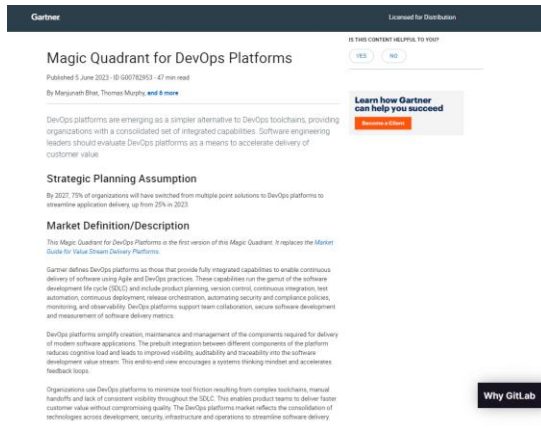 Gartner
Licensed for Distribution
IS THIS CONTENT HELPFUL TO YOU?
YES NO
Magic Quadrant for DevOps Platforms
Published 5 June 2023 - ID G00782953 - 47 min read
By Manjunath Bhat, Thomas Murphy, and 6 more
DevOps platforms are emerging as a simpler alternative to DevOps toolchains, providing
organizations with a consolidated set of integrated capabilities. Software engineering
leaders should evaluate DevOps platforms as a means to accelerate delivery of
customer value.
Learn how Gartner
can help you succeed
Become a Client
Strategic Planning Assumption
By 2027, 75% of organizations will have switched from multiple point solutions to DevOps platforms to
streamline application delivery, up from 25% in 2023.
Market Definition/Description
This Magic Quadrant for DevOps Platforms is the first version of this Magic Quadrant. It replaces the Market
Guide for Value Stream Delivery Platforms.
Gartner defines DevOps platforms as those that provide fully integrated capabilities to enable continuous
delivery of software using Agile and DevOps practices. These capabilities run the gamut of the software
development life cycle (SDLC) and include product planning, version control, continuous integration, test
automation, continuous deployment, release orchestration, automating security and compliance policies,
monitoring, and observability. DevOps platforms support team collaboration, secure software development
and measurement of software delivery metrics.
DevOps platforms simplify creation, maintenance and management of the components required for delivery
of modern software applications. The prebuilt integration between different components of the platform
reduces cognitive load and leads to improved visibility, auditability and traceability into the software
development value stream. This end-to-end view encourages a systems thinking mindset and accelerates
feedback loops.
Organizations use DevOps platforms to minimize tool friction resulting from complex toolchains, manual
handoffs and lack of consistent visibility throughout the SDLC. This enables product teams to deliver faster
customer value without compromising quality. The DevOps platforms market reflects the consolidation of
technologies across development, security, infrastructure and operations to streamline software delivery.
Why GitLab